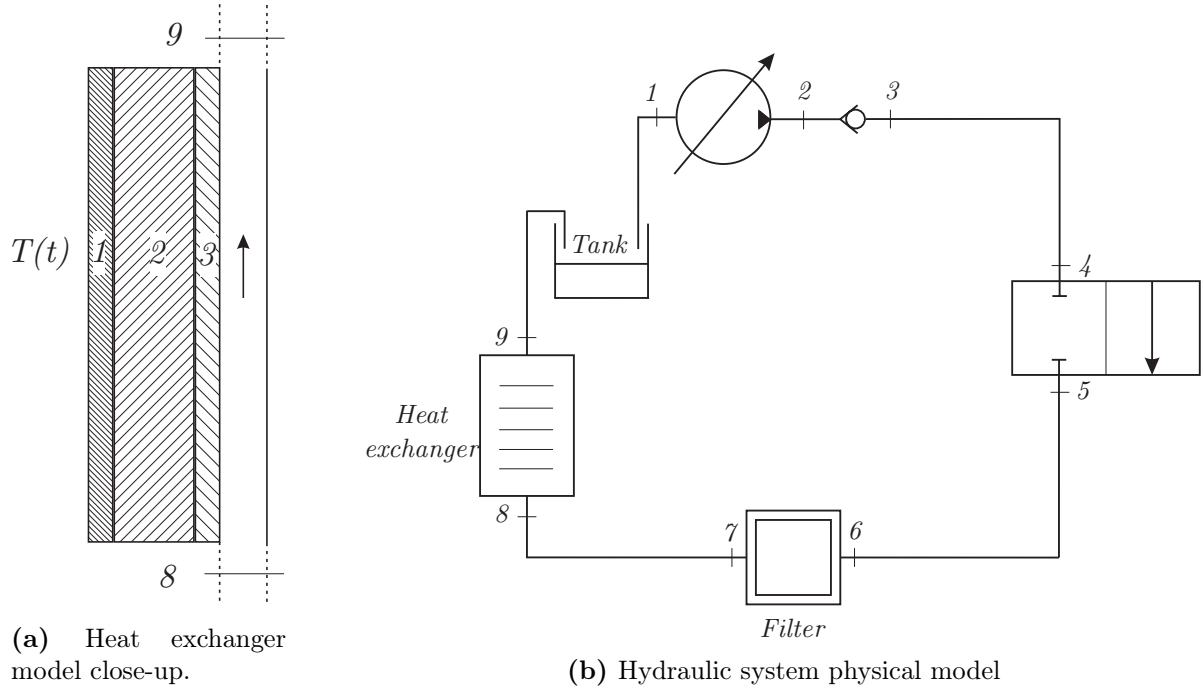 9
T(t)
1
2
3
8
(a) Heat exchanger
model close-up.
1
2
3
Tank
4
9
5
Heat
exchanger
8
7
6
Filter
(b) Hydraulic system physical model